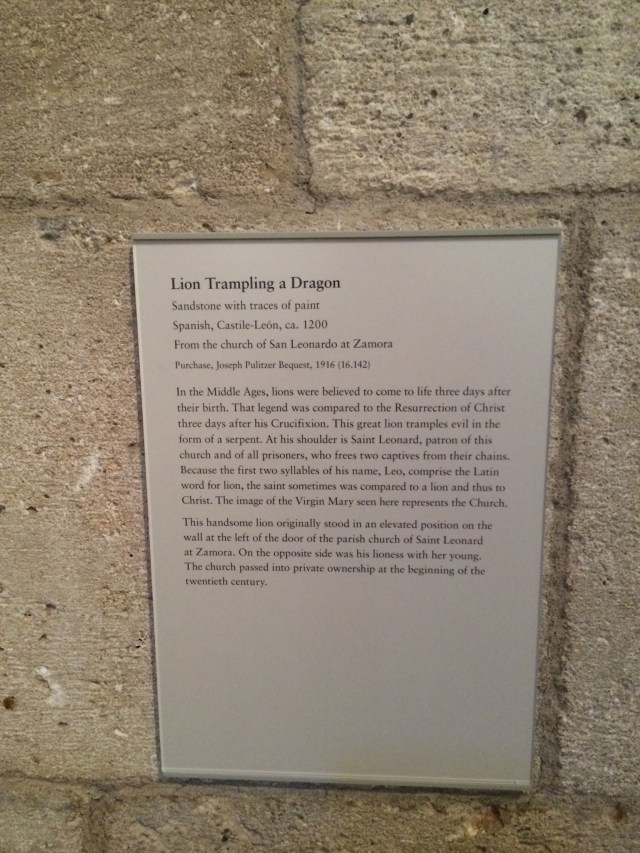 Lion Trampling a Dragon
Sandstone with traces of paint
Spanish, Castile-León, ca. 1200
From the church of San Leonardo at Zamora
Purchase, Joseph Pulitzer Bequest, 1916 (16.142)
In the Middle Ages, lions were believed to come to life three days after
their birth. That legend was compared to the Resurrection of Christ
three days after his Crucifixion. This great lion tramples evil in the
form of a serpent. At his shoulder is Saint Leonard, patron of this
church and of all prisoners, who frees two captives from their chains.
Because the first two syllables of his name, Leo, comprise the Latin
word for lion, the saint sometimes was compared to a lion and thus to
Christ. The image of the Virgin Mary seen here represents the Church.
This handsome lion originally stood in an elevated position on the
wall at the left of the door of the parish church of Saint Leonard
at Zamora. On the opposite side was his lioness with her young.
The church passed into private ownership at the beginning of the
twentieth century.